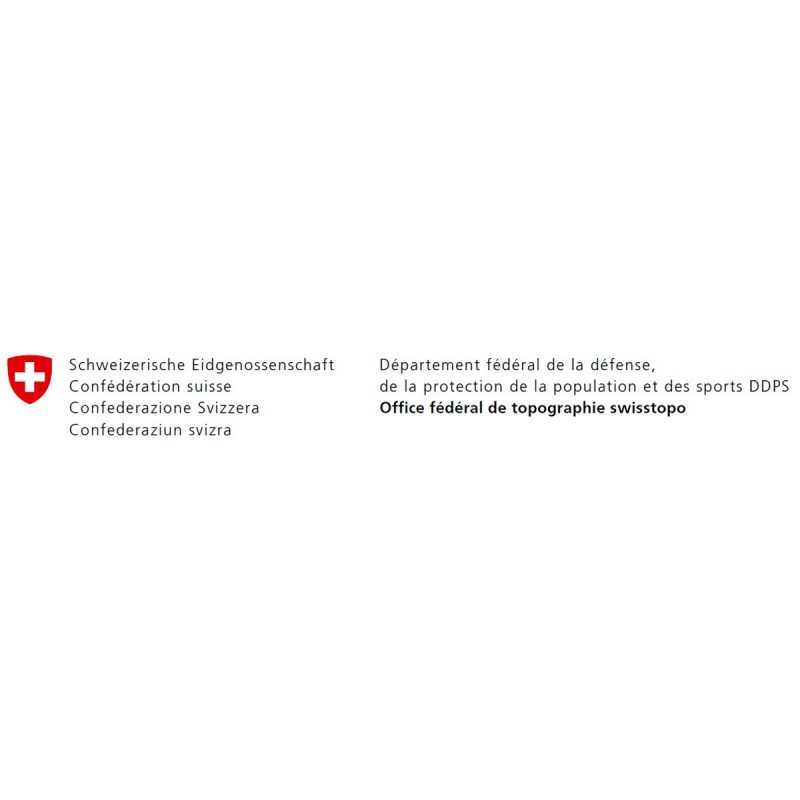 Schweizerische Eidgenossenschaft
Confédération suisse
Confederazione Svizzera
Confederaziun svizra
Département fédéral de la défense,
de la protection de la population et des sports DDPS
Office fédéral de topographie swisstopo